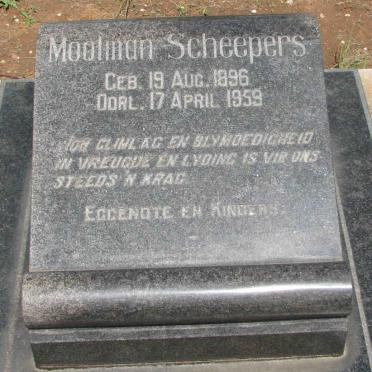 Moolman Scheepers
Geb. 19 Aug. 1896
Oorl. 17 April 1959
Jou glimlag en blymoedigheid
in vreugde en lyding is vir ons
steeds 'n krag.
Eggenote en Kinders.